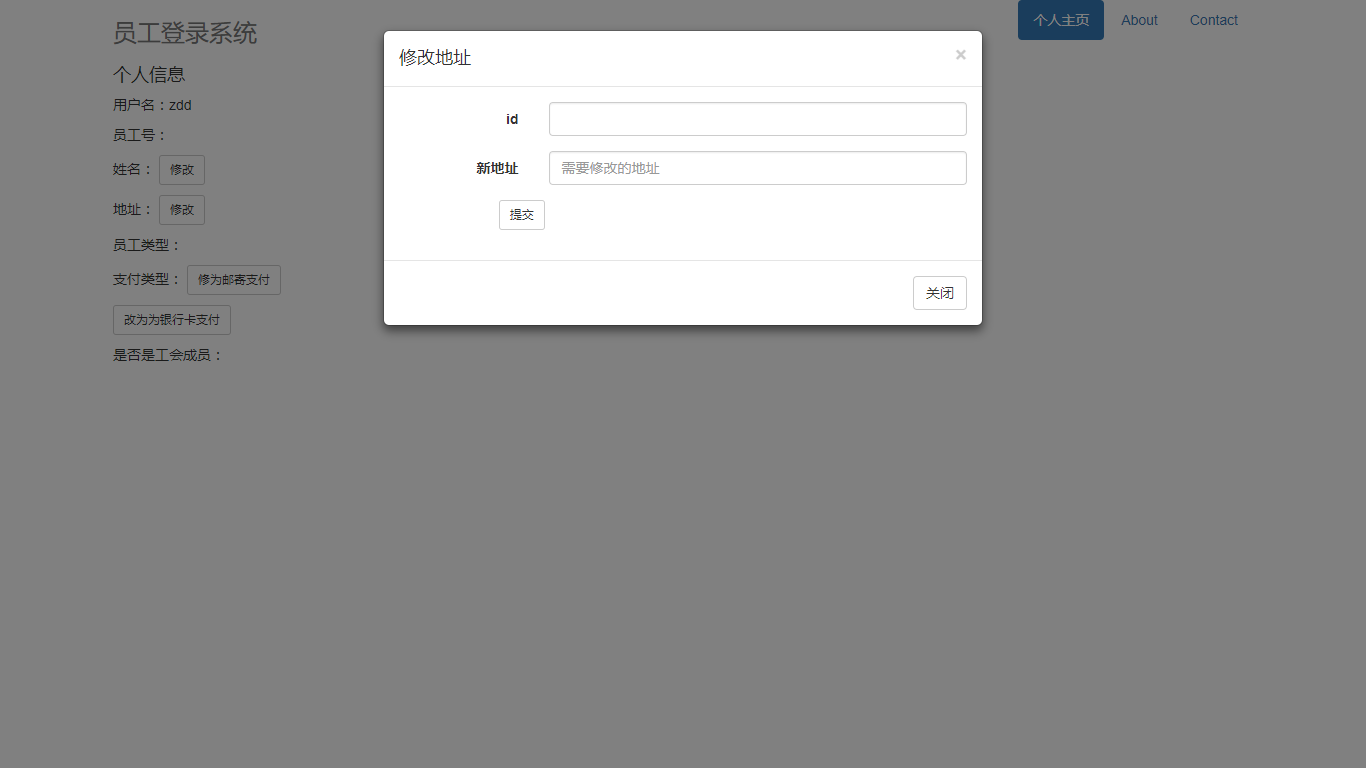 员工登录系统
个人主页 About Contact
个人信息
用户名：zdd
员工号：
姓名： 修改
地址： 修改
员工类型：
支付类型： 修为邮寄支付
改为为银行卡支付
是否是工会成员：
修改地址 ×
id
新地址 需要修改的地址
提交
关闭